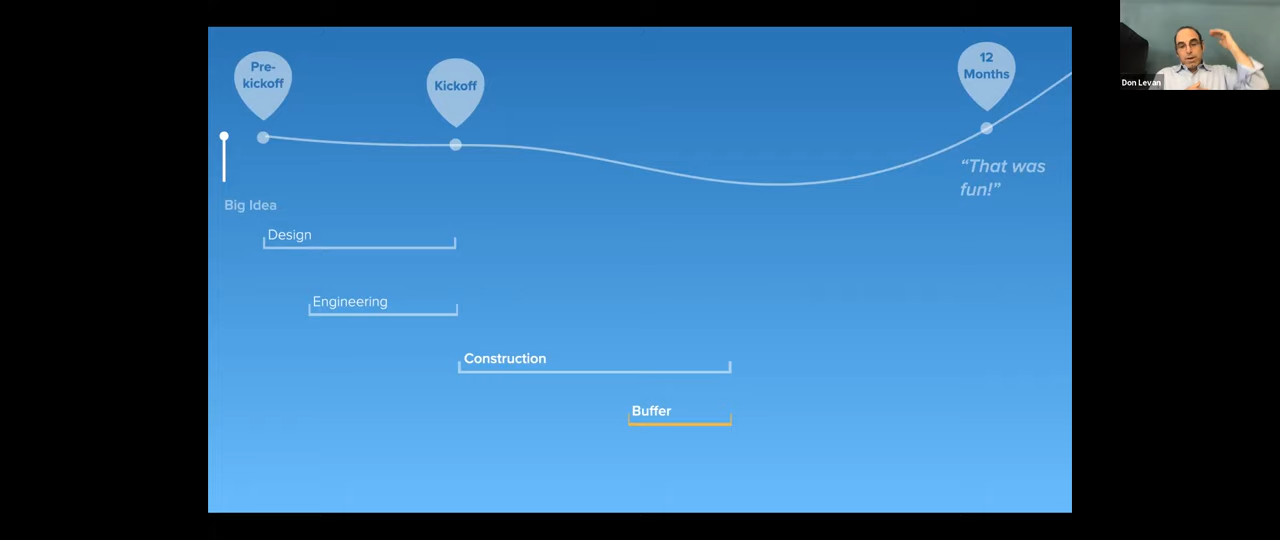 Pre-
kickoff
Kickoff
12
Months
Don Levan
“That was
fun!”
Big Idea
Design
Engineering
Construction
Buffer